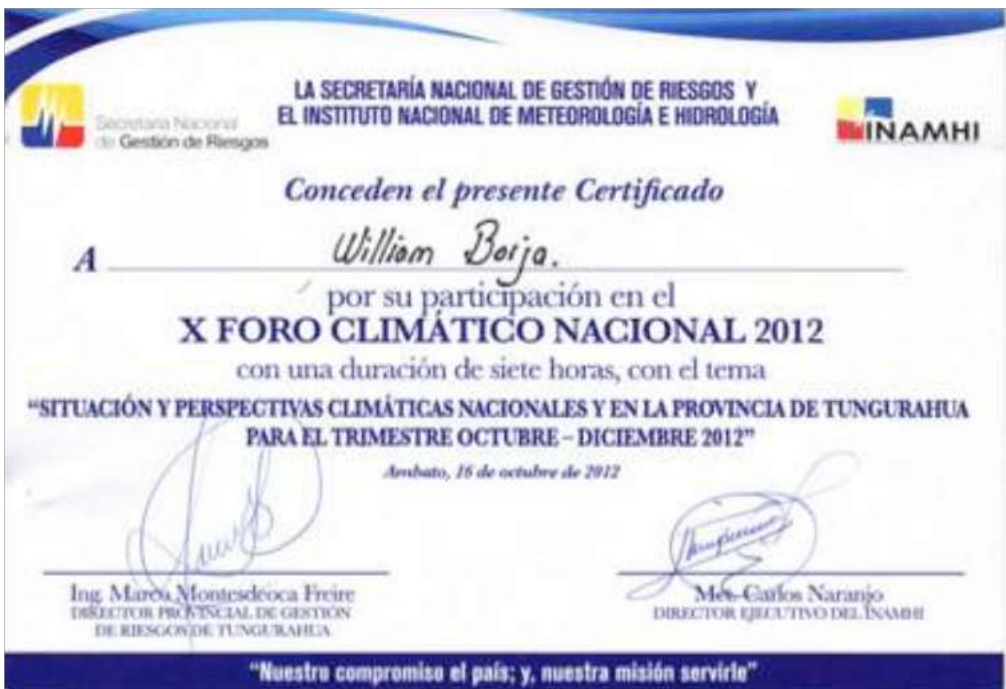 LA SECRETARÍA NACIONAL DE GESTIÓN DE RIESGOS Y
EL INSTITUTO NACIONAL DE METEOROLOGÍA E HIDROLOGÍA
Secretaría Nacional
de Gestión de Riesgos
INAMHI
Conceden el presente Certificado
A William Borja.
por su participación en el
X FORO CLIMÁTICO NACIONAL 2012
con una duración de siete horas, con el tema
“SITUACIÓN Y PERSPECTIVAS CLIMÁTICAS NACIONALES Y EN LA PROVINCIA DE TUNGURAHUA
PARA EL TRIMESTRE OCTUBRE – DICIEMBRE 2012”
Ambato, 16 de octubre de 2012
Ing. Marco Montesdeoca Freire
DIRECTOR PROVINCIAL DE GESTIÓN
DE RIESGOS DE TUNGURAHUA
Met. Carlos Naranjo
DIRECTOR EJECUTIVO DEL INAMHI
"Nuestro compromiso el país; y, nuestra misión servirle"